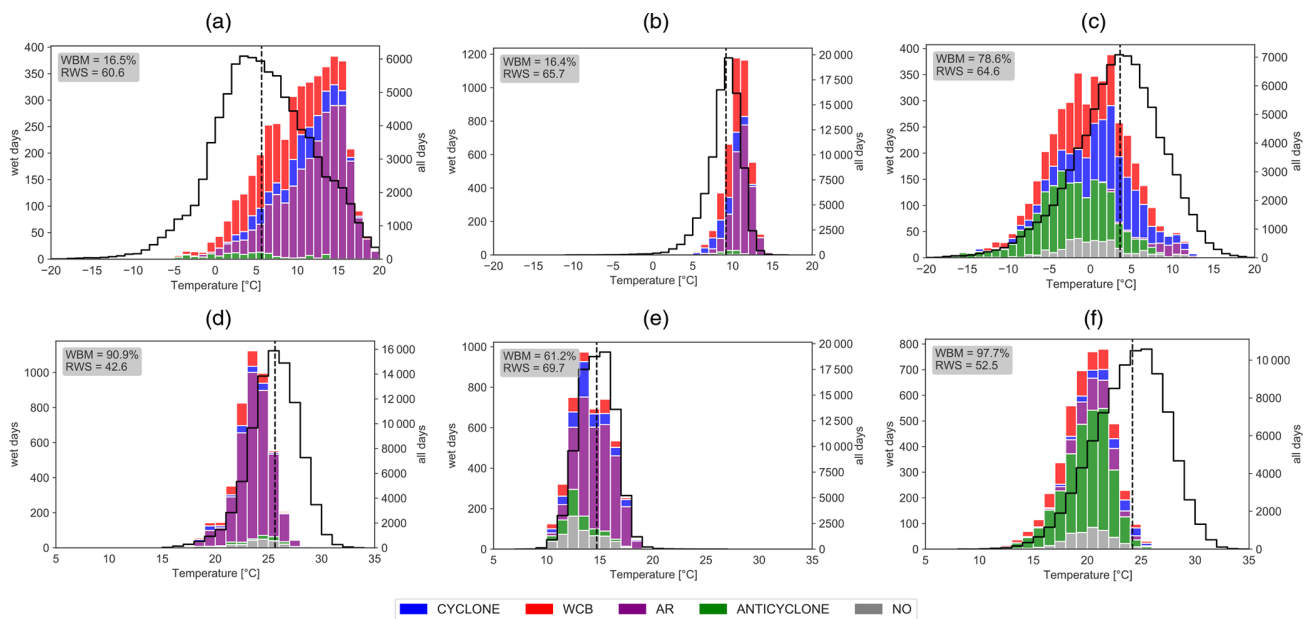 (a)
(b)
(c)
WBM = 16.5%
RWS = 60.6
400
350
300
250
200
150
100
50
0
wet days
6000
5000
4000
3000
2000
1000
0
all days
−20 −15 −10 −5 0 5 10 15 20
Temperature [°C]
WBM = 16.4%
RWS = 65.7
1200
1000
800
600
400
200
0
wet days
20 000
17 500
15 000
12 500
10 000
7500
5000
2500
0
all days
−20 −15 −10 −5 0 5 10 15 20
Temperature [°C]
WBM = 78.6%
RWS = 64.6
400
350
300
250
200
150
100
50
0
wet days
7000
6000
5000
4000
3000
2000
1000
0
all days
−20 −15 −10 −5 0 5 10 15 20
Temperature [°C]
(d)
(e)
(f)
WBM = 90.9%
RWS = 42.6
1000
800
600
400
200
0
wet days
16 000
14 000
12 000
10 000
8000
6000
4000
2000
0
all days
5 10 15 20 25 30 35
Temperature [°C]
WBM = 61.2%
RWS = 69.7
1000
800
600
400
200
0
wet days
20 000
17 500
15 000
12 500
10 000
7500
5000
2500
0
all days
5 10 15 20 25 30 35
Temperature [°C]
WBM = 97.7%
RWS = 52.5
800
700
600
500
400
300
200
100
0
wet days
10 000
8000
6000
4000
2000
0
all days
5 10 15 20 25 30 35
Temperature [°C]
CYCLONE WCB AR ANTICYCLONE NO